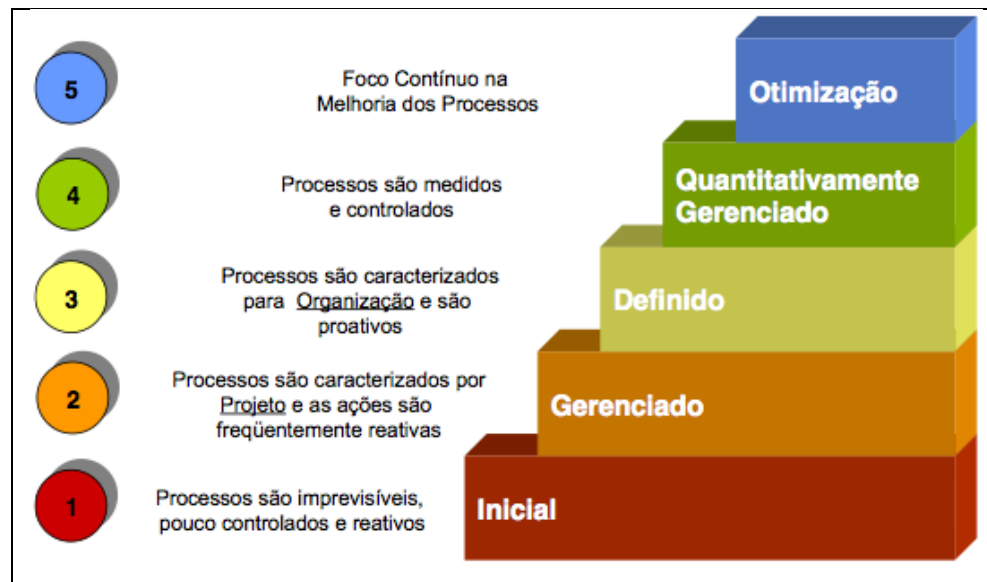 5
Foco Contínuo na
Melhoria dos Processos
Otimização
4
Processos são medidos
e controlados
Quantitativamente
Gerenciado
3
Processos são caracterizados
para Organização e são
proativos
Definido
2
Processos são caracterizados por
Projeto e as ações são
freqüentemente reativas
Gerenciado
1
Processos são imprevisíveis,
pouco controlados e reativos
Inicial